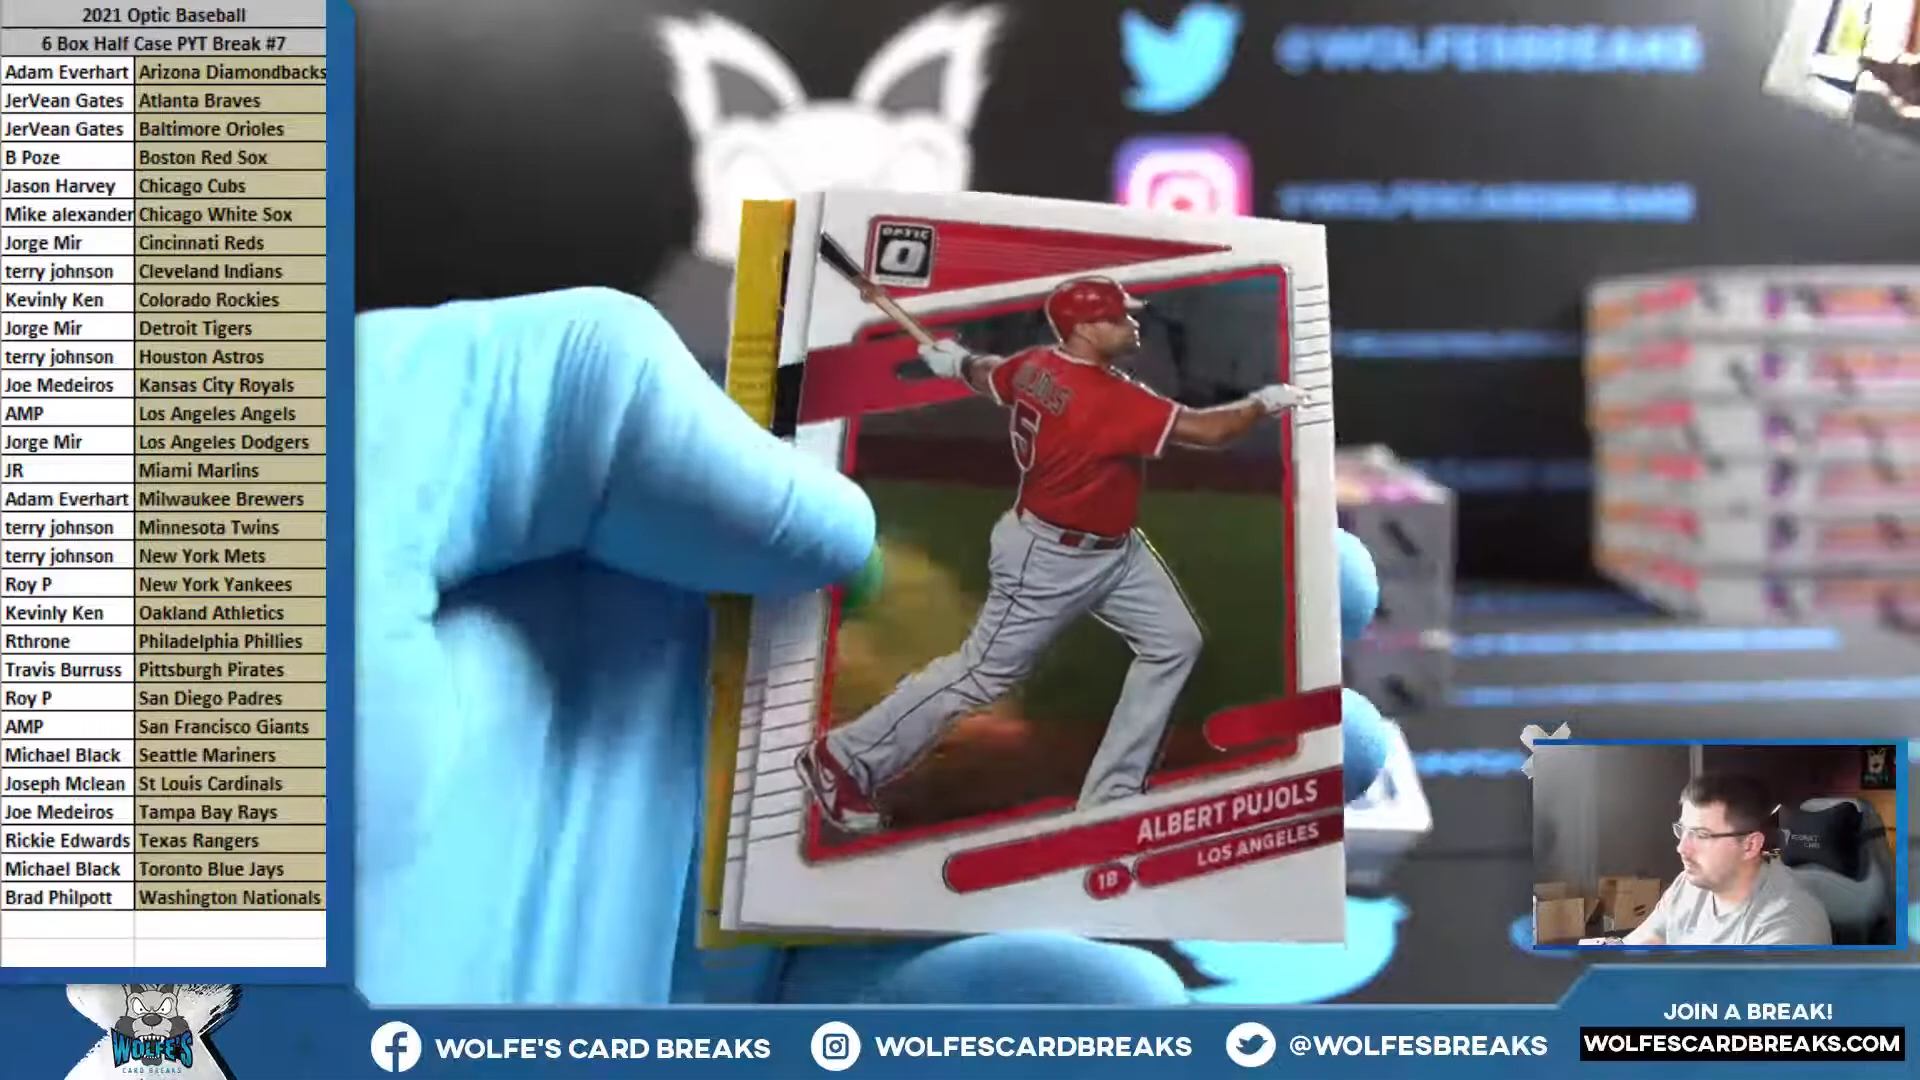 2021 Optic Baseball
6 Box Half Case PYT Break #7
Adam Everhart Arizona Diamondbacks
JerVean Gates Atlanta Braves
JerVean Gates Baltimore Orioles
B Poze Boston Red Sox
Jason Harvey Chicago Cubs
Mike alexander Chicago White Sox
Jorge Mir Cincinnati Reds
terry johnson Cleveland Indians
Kevinly Ken Colorado Rockies
Jorge Mir Detroit Tigers
terry johnson Houston Astros
Joe Medeiros Kansas City Royals
AMP Los Angeles Angels
Jorge Mir Los Angeles Dodgers
JR Miami Marlins
Adam Everhart Milwaukee Brewers
terry johnson Minnesota Twins
terry johnson New York Mets
Roy P New York Yankees
Kevinly Ken Oakland Athletics
Rthrone Philadelphia Phillies
Travis Burruss Pittsburgh Pirates
Roy P San Diego Padres
AMP San Francisco Giants
Michael Black Seattle Mariners
Joseph Mclean St Louis Cardinals
Joe Medeiros Tampa Bay Rays
Rickie Edwards Texas Rangers
Michael Black Toronto Blue Jays
Brad Philpott Washington Nationals
@WOLFESBREAKS
@WOLFESCARDBREAKS
OPTIC
O
PUJOLS
5
ALBERT PUJOLS
LOS ANGELES
1B
WOLFE'S
CARD BREAKS
WOLFE'S CARD BREAKS
WOLFESCARDBREAKS
@WOLFESBREAKS
JOIN A BREAK!
WOLFESCARDBREAKS.COM